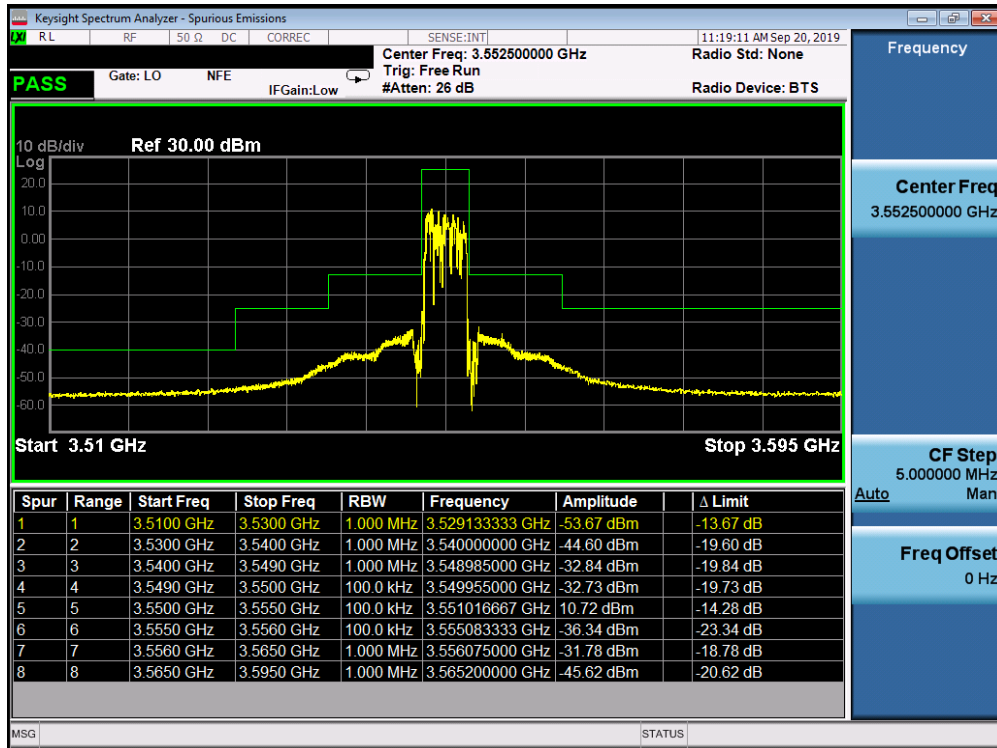 Keysight Spectrum Analyzer - Spurious Emissions
LXI RL RF 50 Ω DC CORREC SENSE:INT 11:19:11 AM Sep 20, 2019
Center Freq: 3.552500000 GHz Radio Std: None
PASS Gate: LO NFE Trig: Free Run
IFGain:Low #Atten: 26 dB Radio Device: BTS
Frequency
10 dB/div Ref 30.00 dBm
Log
20.0
10.0
0.00
-10.0
-20.0
-30.0
-40.0
-50.0
-60.0
Start 3.51 GHz Stop 3.595 GHz
Center Freq
3.552500000 GHz
CF Step
5.000000 MHz
Auto Man
Freq Offset
0 Hz
Spur Range Start Freq Stop Freq RBW Frequency Amplitude Δ Limit
1 1 3.5100 GHz 3.5300 GHz 1.000 MHz 3.529133333 GHz -53.67 dBm -13.67 dB
2 2 3.5300 GHz 3.5400 GHz 1.000 MHz 3.540000000 GHz -44.60 dBm -19.60 dB
3 3 3.5400 GHz 3.5490 GHz 1.000 MHz 3.548985000 GHz -32.84 dBm -19.84 dB
4 4 3.5490 GHz 3.5500 GHz 100.0 kHz 3.549955000 GHz -32.73 dBm -19.73 dB
5 5 3.5500 GHz 3.5550 GHz 100.0 kHz 3.551016667 GHz 10.72 dBm -14.28 dB
6 6 3.5550 GHz 3.5560 GHz 100.0 kHz 3.555083333 GHz -36.34 dBm -23.34 dB
7 7 3.5560 GHz 3.5650 GHz 1.000 MHz 3.556075000 GHz -31.78 dBm -18.78 dB
8 8 3.5650 GHz 3.5950 GHz 1.000 MHz 3.565200000 GHz -45.62 dBm -20.62 dB
MSG STATUS